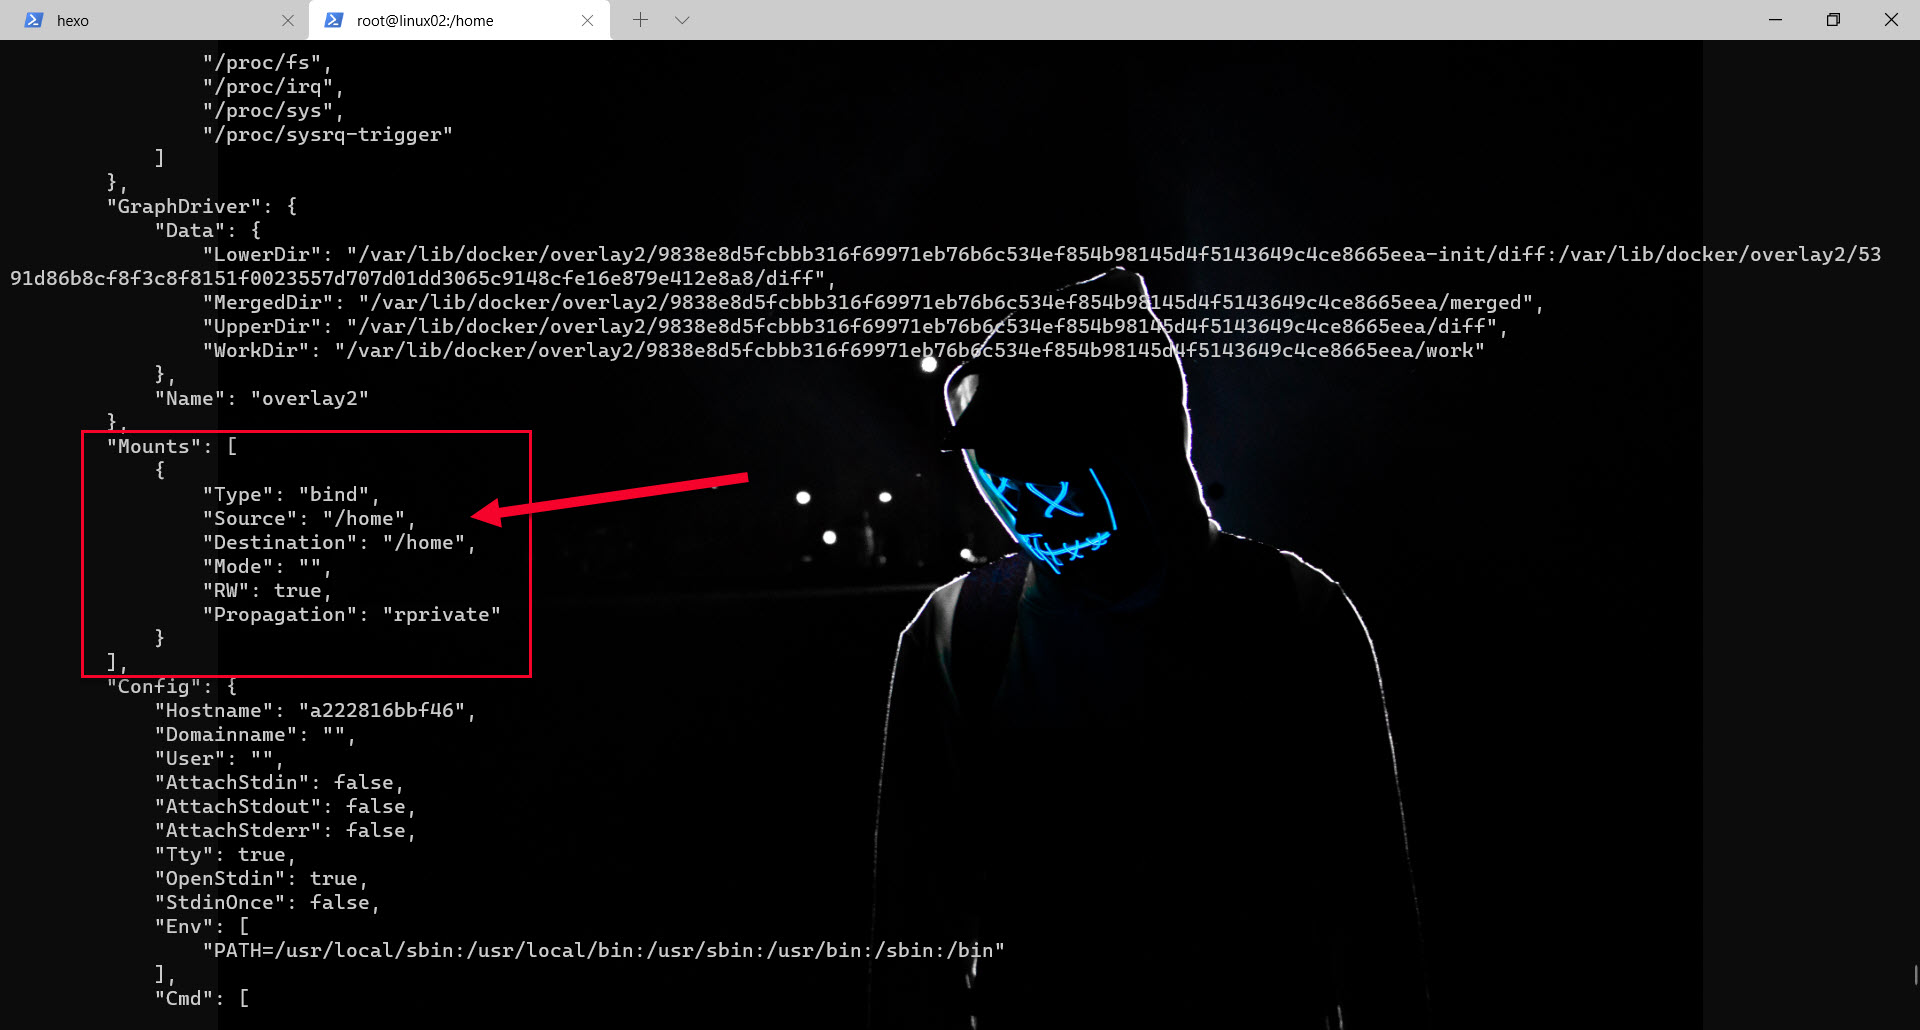 hexo
root@linux02:/home
"/proc/fs",
"/proc/irq",
"/proc/sys",
"/proc/sysrq-trigger"
]
},
"GraphDriver": {
"Data": {
"LowerDir": "/var/lib/docker/overlay2/9838e8d5fcbbb316f69971eb76b6c534ef854b98145d4f5143649c4ce8665eea-init/diff:/var/lib/docker/overlay2/53
91d86b8cf8f3c8f8151f0023557d707d01dd3065c9148cfe16e879e412e8a8/diff",
"MergedDir": "/var/lib/docker/overlay2/9838e8d5fcbbb316f69971eb76b6c534ef854b98145d4f5143649c4ce8665eea/merged",
"UpperDir": "/var/lib/docker/overlay2/9838e8d5fcbbb316f69971eb76b6c534ef854b98145d4f5143649c4ce8665eea/diff",
"WorkDir": "/var/lib/docker/overlay2/9838e8d5fcbbb316f69971eb76b6c534ef854b98145d4f5143649c4ce8665eea/work"
},
"Name": "overlay2"
},
"Mounts": [
{
"Type": "bind",
"Source": "/home",
"Destination": "/home",
"Mode": "",
"RW": true,
"Propagation": "rprivate"
}
],
"Config": {
"Hostname": "a222816bbf46",
"Domainname": "",
"User": "",
"AttachStdin": false,
"AttachStdout": false,
"AttachStderr": false,
"Tty": true,
"OpenStdin": true,
"StdinOnce": false,
"Env": [
"PATH=/usr/local/sbin:/usr/local/bin:/usr/sbin:/usr/bin:/sbin:/bin"
],
"Cmd": [